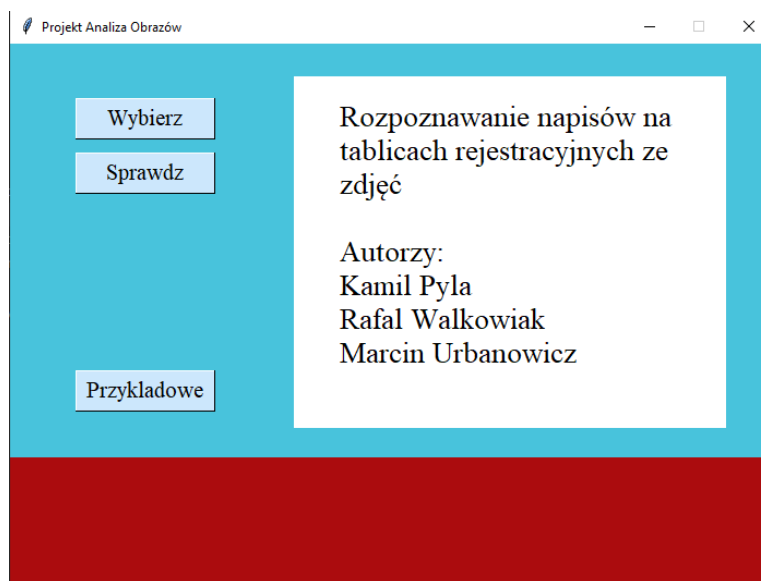 Projekt Analiza Obrazów
Wybierz
Sprawdz
Przykladowe
Rozpoznawanie napisów na
tablicach rejestracyjnych ze
zdjęć
Autorzy:
Kamil Pyla
Rafal Walkowiak
Marcin Urbanowicz